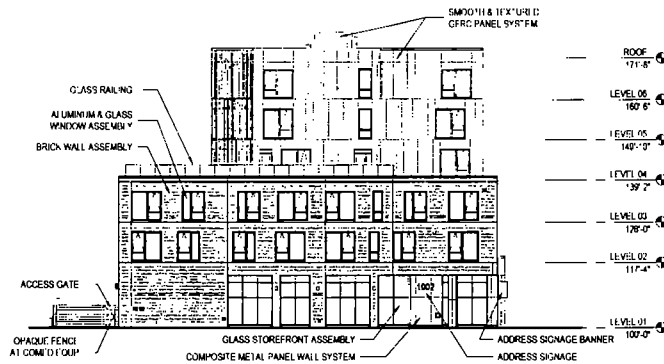 SMOOTH & TEXTURED
GFRC PANEL SYSTEM
ROOF
171'-8"
GLASS RAILING
LEVEL 06
160'-6"
ALUMINUM & GLASS
WINDOW ASSEMBLY
LEVEL 05
149'-10"
BRICK WALL ASSEMBLY
LEVEL 04
139'-2"
LEVEL 03
LEVEL 02
117'-4"
1002
ACCESS GATE
OPAQUE FENCE
AT COMED EQUIP
GLASS STOREFRONT ASSEMBLY
ADDRESS SIGNAGE BANNER
LEVEL 01
100'-0"
COMPOSITE METAL PANEL WALL SYSTEM
ADDRESS SIGNAGE